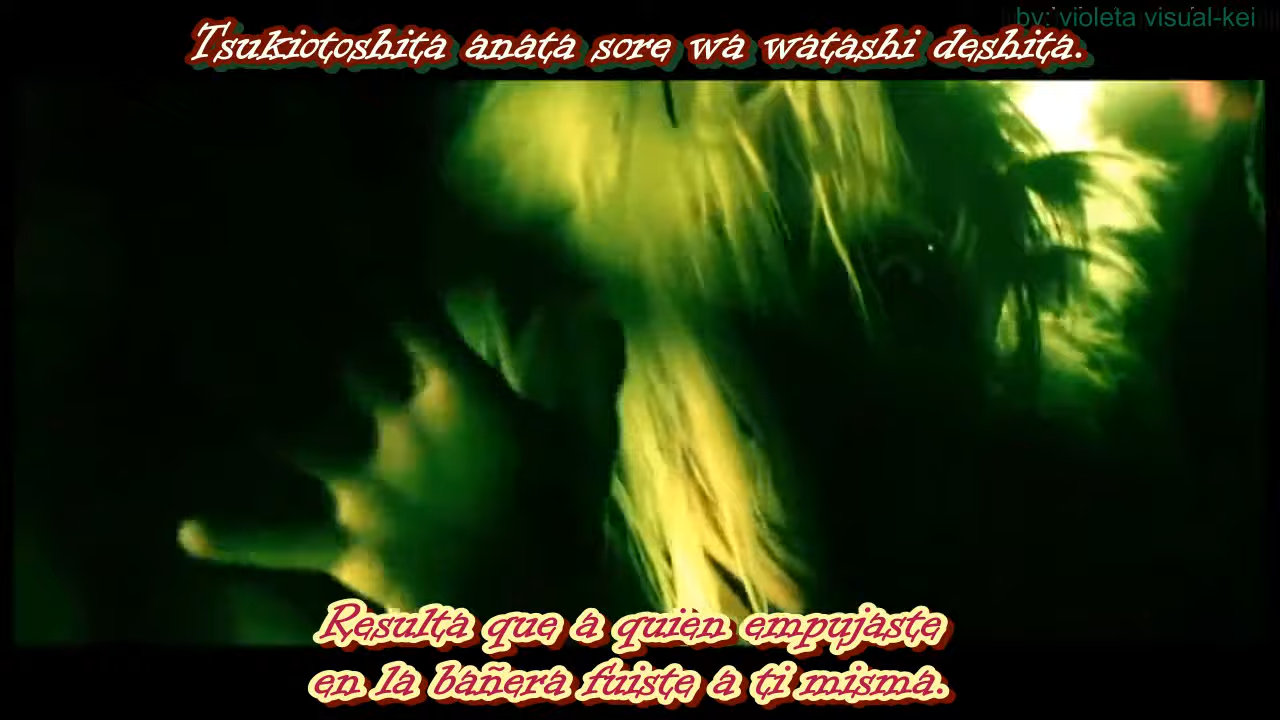 by: violeta visual-kei
Tsukiotoshita anata sore wa watashi deshita.
Resulta que a quién empujaste
en la bañera fuiste a ti misma.